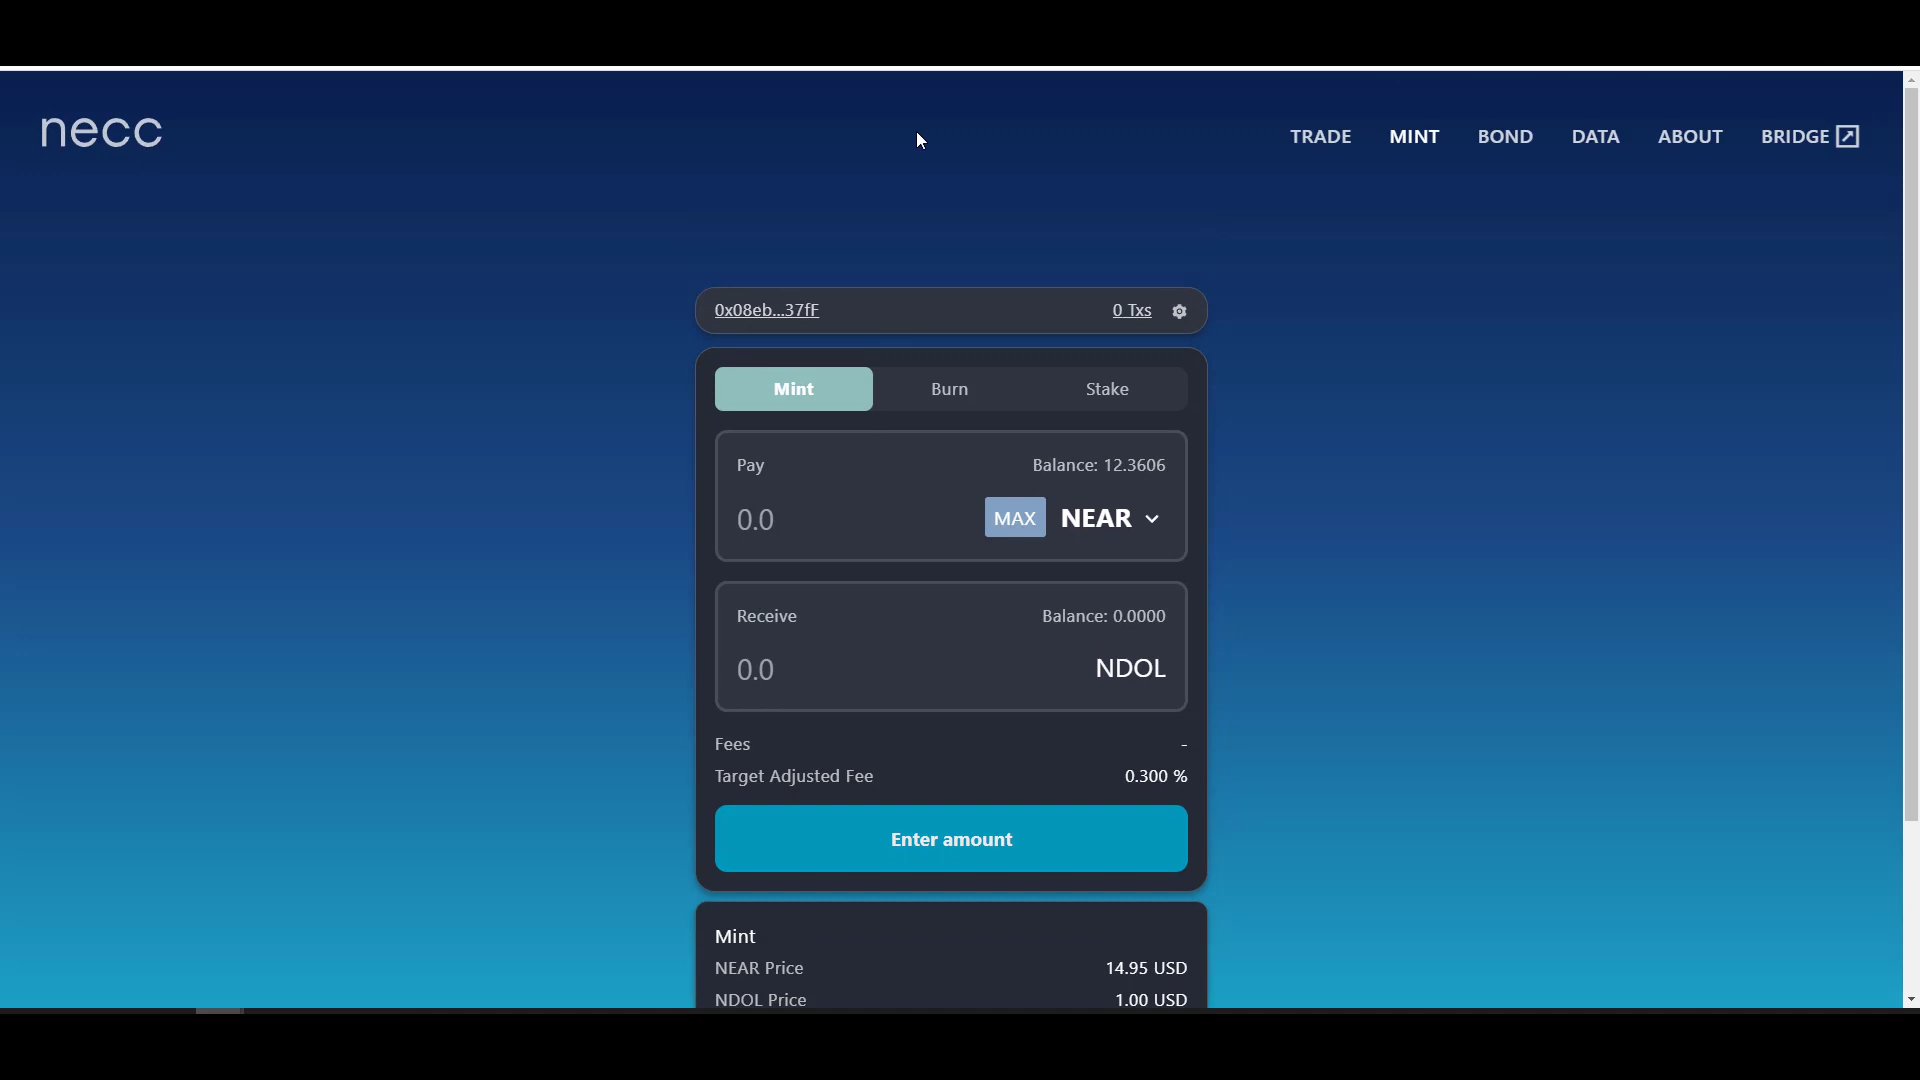 necc
TRADE MINT BOND DATA ABOUT BRIDGE
0x08eb...37fF 0 Txs
Mint Burn Stake
Pay Balance: 12.3606
0.0 MAX NEAR
Receive Balance: 0.0000
0.0 NDOL
Fees -
Target Adjusted Fee 0.300 %
Enter amount
Mint
NEAR Price 14.95 USD
NDOL Price 1.00 USD